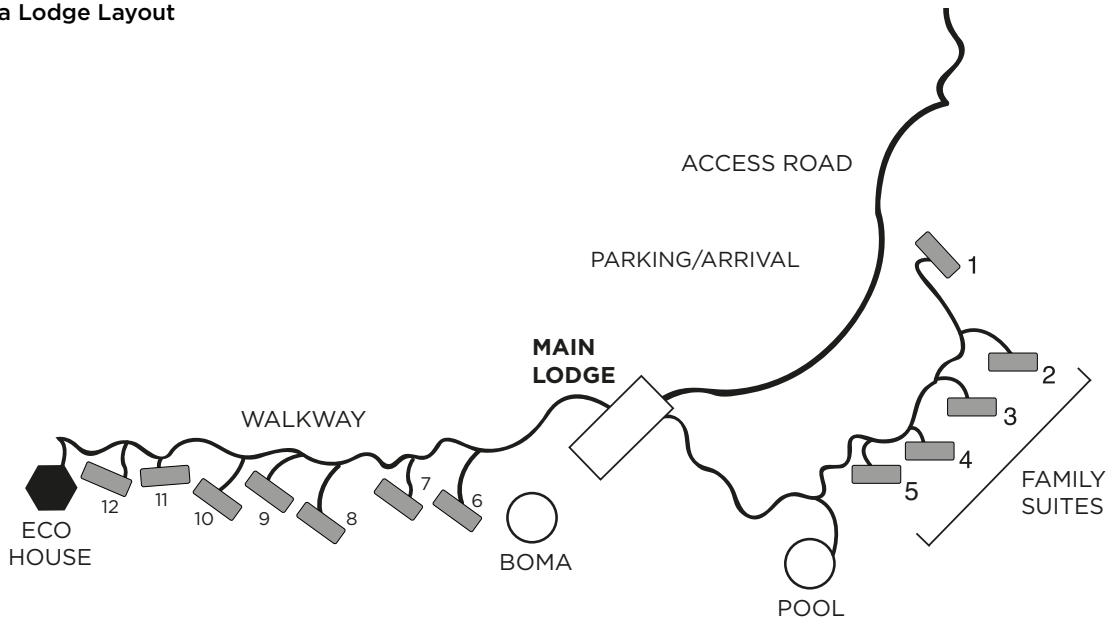 a Lodge Layout
ACCESS ROAD
PARKING/ARRIVAL
1
MAIN
LODGE
2
3
WALKWAY
4
FAMILY
SUITES
5
7
6
12
11
10
9
8
ECO
HOUSE
BOMA
POOL